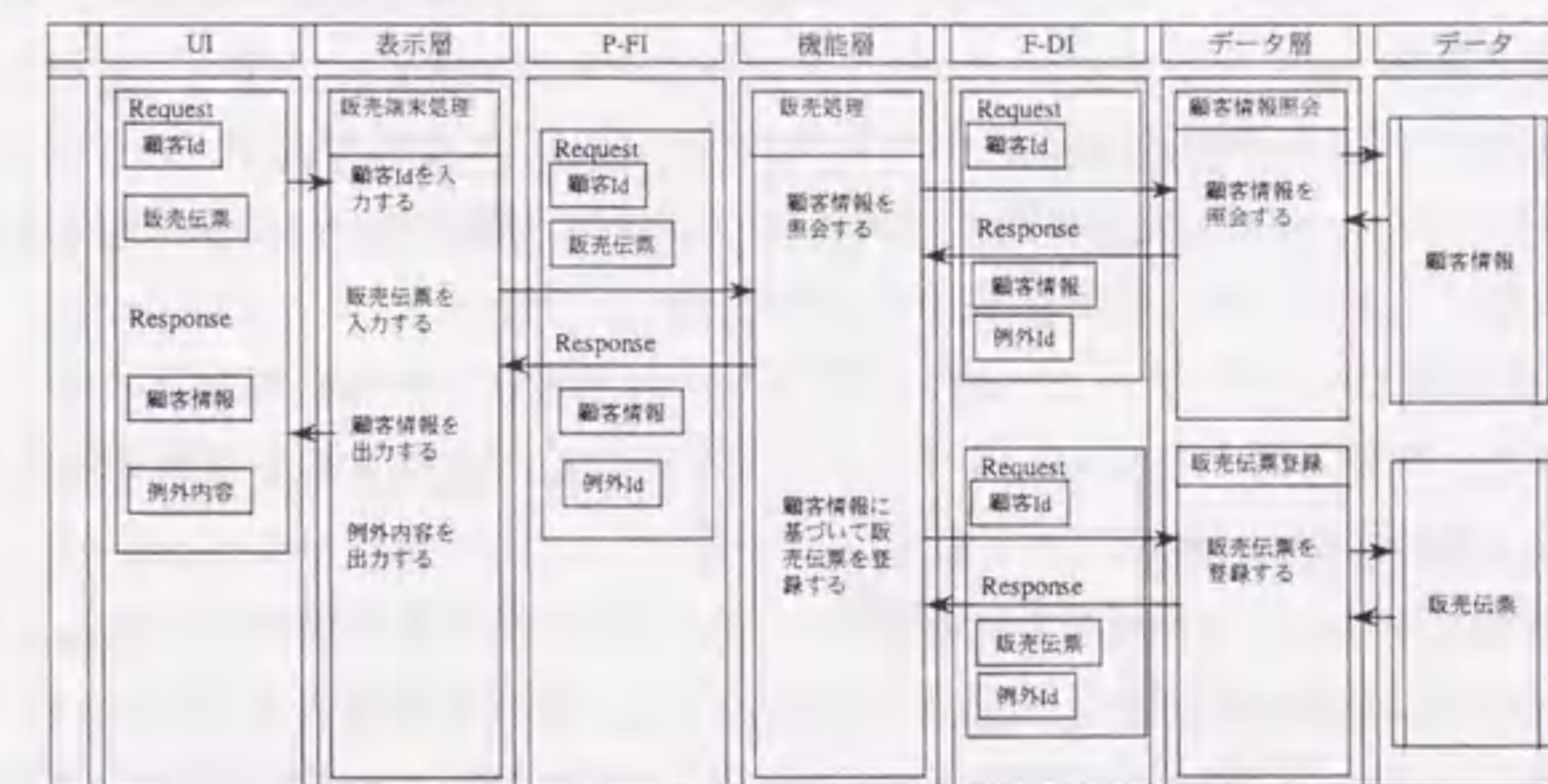 UI
表示層
P-FI
機能層
F-DI
データ層
データ
Request
顧客Id
販売伝票
Response
顧客情報
例外内容
販売端末処理
顧客Idを入
力する
販売伝票を
入力する
顧客情報を
出力する
例外内容を
出力する
Request
顧客Id
販売伝票
Response
顧客情報
例外Id
販売処理
顧客情報を
照会する
顧客情報に
基づいて販
売伝票を登
録する
Request
顧客Id
Response
顧客情報
例外Id
Request
顧客Id
Response
販売伝票
例外Id
顧客情報照会
顧客情報を
照会する
販売伝票登録
販売伝票を
登録する
顧客情報
販売伝票